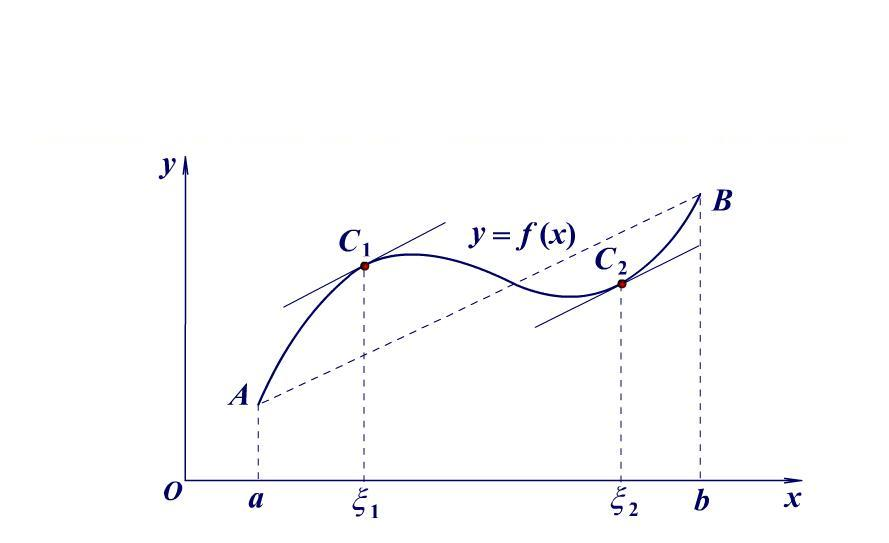 y
B
C₁
y = f(x)
C₂
A
O
a
ξ₁
ξ₂
b
x